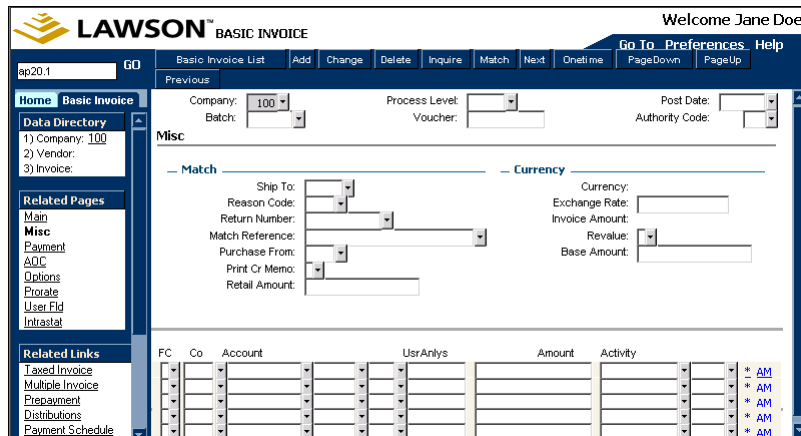 LAWSON™ BASIC INVOICE
Welcome Jane Doe
Go To Preferences Help
ap20.1 GO
Basic Invoice List Add Change Delete Inquire Match Next Onetime PageDown PageUp
Previous
Home Basic Invoice
Data Directory
1) Company: 100
2) Vendor:
3) Invoice:
Related Pages
Main
Misc
Payment
AOC
Options
Prorate
User Fld
Intrastat
Related Links
Taxed Invoice
Multiple Invoice
Prepayment
Distributions
Payment Schedule
Company: 100 Process Level: Post Date:
Batch: Voucher: Authority Code:
Misc
Match
Ship To:
Reason Code:
Return Number:
Match Reference:
Purchase From:
Print Cr Memo:
Retail Amount:
Currency
Currency:
Exchange Rate:
Invoice Amount:
Revalue:
Base Amount:
FC Co Account UsrAnlys Amount Activity
* AM
* AM
* AM
* AM
* AM